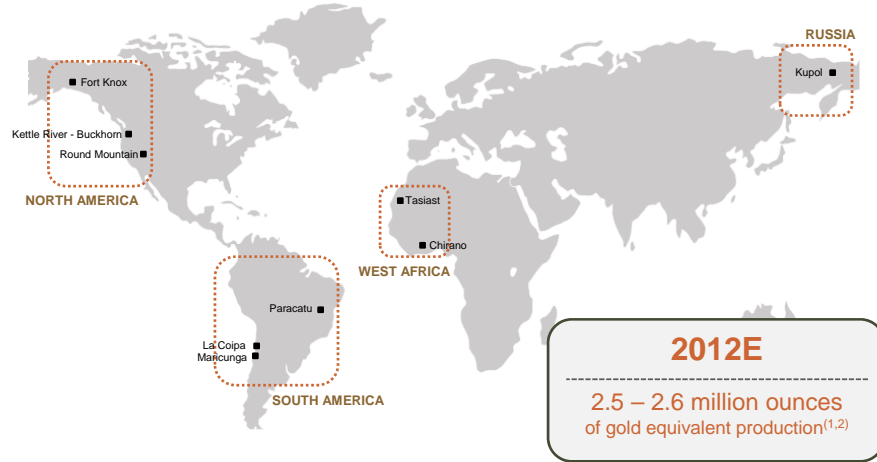 RUSSIA
Kupol
Fort Knox
Kettle River - Buckhorn
Round Mountain
NORTH AMERICA
Tasiast
Chirano
WEST AFRICA
Paracatu
La Coipa
Maricunga
SOUTH AMERICA
2012E
2.5 – 2.6 million ounces
of gold equivalent production(1,2)